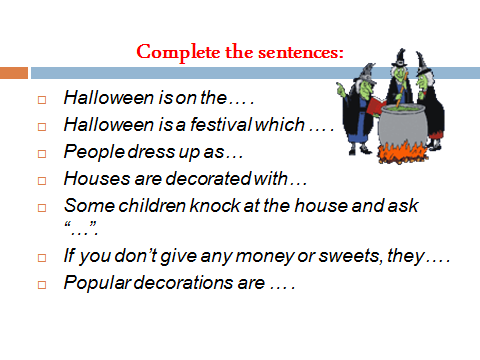 Complete the sentences:
Halloween is on the… .
Halloween is a festival which … .
People dress up as…
Houses are decorated with…
Some children knock at the house and ask
“…”.
If you don’t give any money or sweets, they… .
Popular decorations are … .